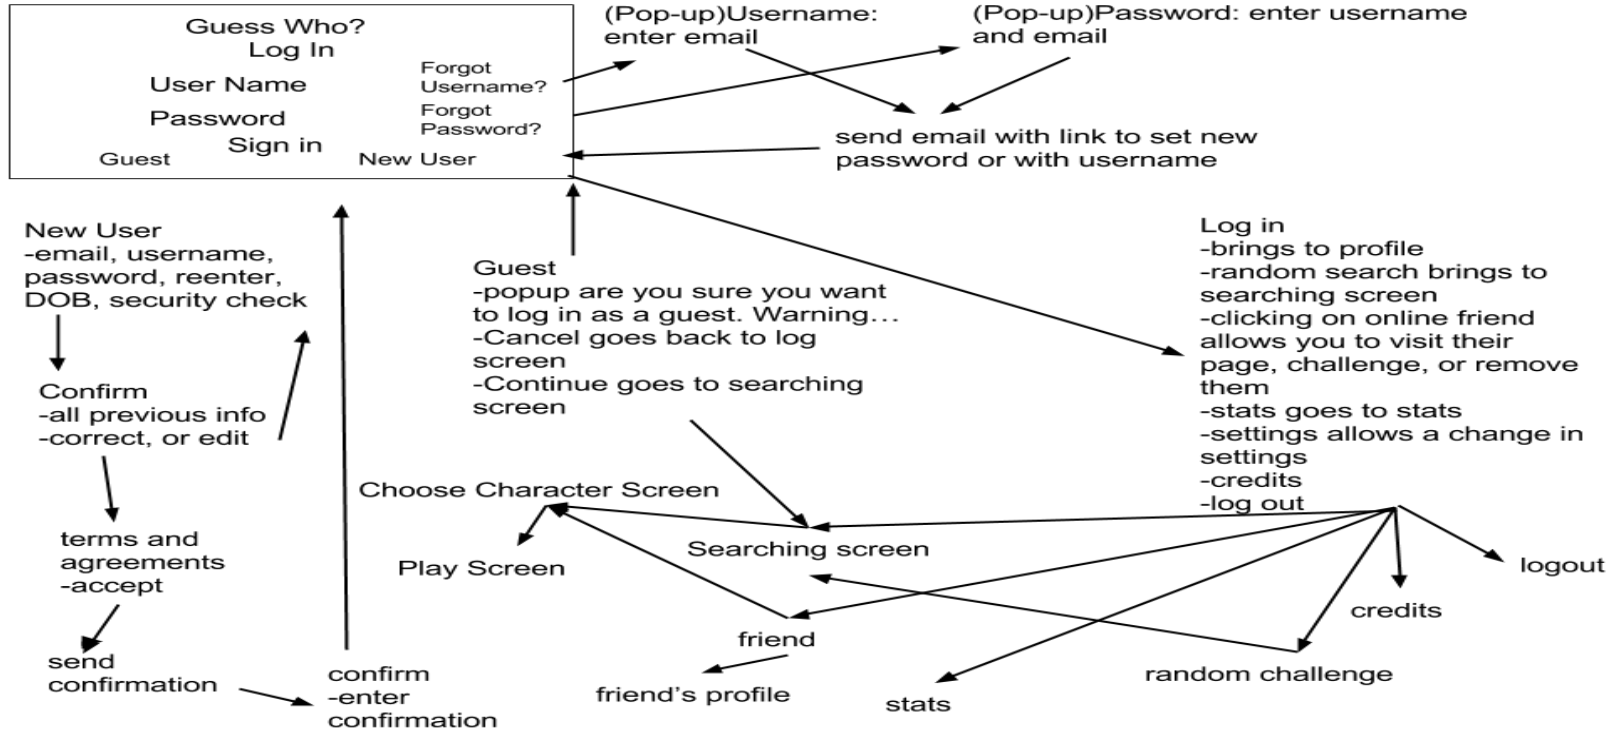 Guess Who?
Log In
User Name
Password
Sign in
Guest
New User
Forgot
Username?
Forgot
Password?
(Pop-up)Username:
enter email
(Pop-up)Password: enter username
and email
send email with link to set new
password or with username
New User
-email, username,
password, reenter,
DOB, security check
Confirm
-all previous info
-correct, or edit
terms and
agreements
-accept
send
confirmation
confirm
-enter
confirmation
Guest
-popup are you sure you want
to log in as a guest. Warning…
-Cancel goes back to log
screen
-Continue goes to searching
screen
Choose Character Screen
Play Screen
Searching screen
friend
friend's profile
stats
Log in
-brings to profile
-random search brings to
searching screen
-clicking on online friend
allows you to visit their
page, challenge, or remove
them
-stats goes to stats
-settings allows a change in
settings
-credits
-log out
logout
credits
random challenge